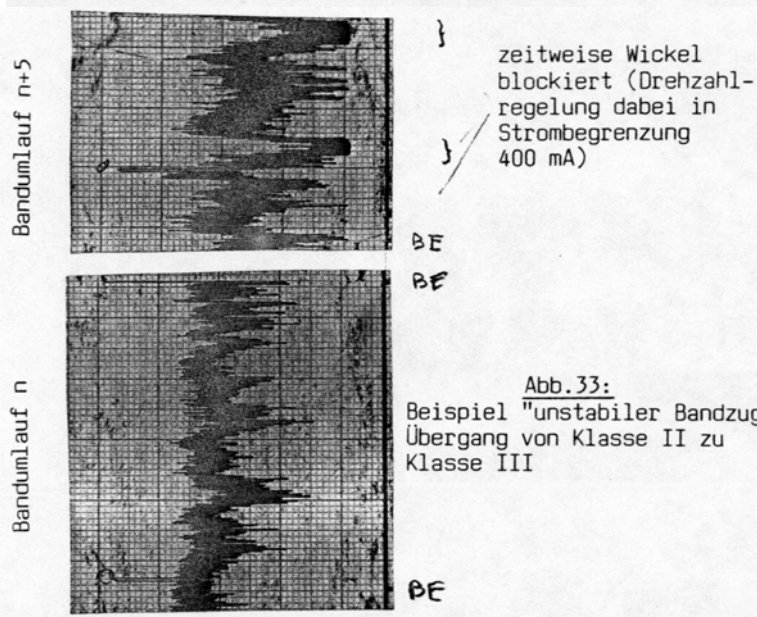 Bandumlauf n+5
}
zeitweise Wickel
blockiert (Drehzahl-
regelung dabei in
Strombegrenzung
400 mA)
}
BE
BE
Bandumlauf n
Abb.33:
Beispiel "unstabiler Bandzug
Übergang von Klasse II zu
Klasse III
BE